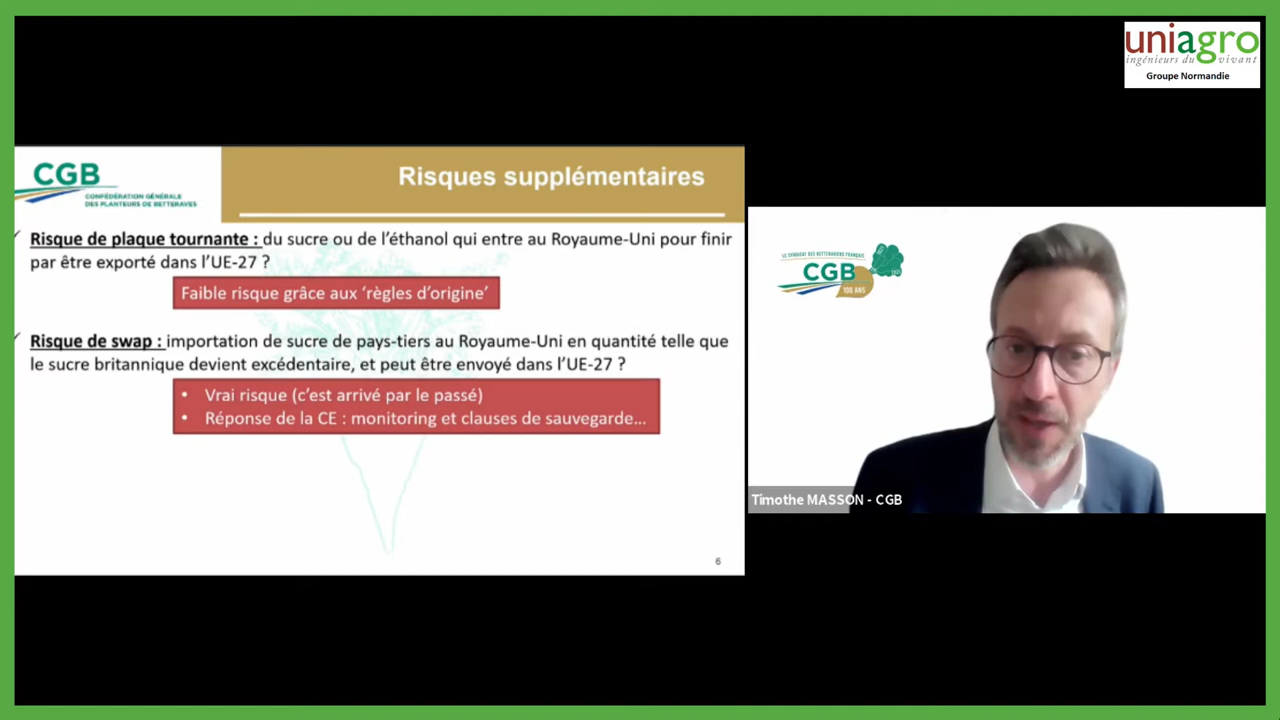 uniagro
ingénieurs du vivant
Groupe Normandie
CGB
CONFÉDÉRATION GÉNÉRALE
DES PLANTEURS DE BETTERAVES
Risques supplémentaires
Risque de plaque tournante : du sucre ou de l’éthanol qui entre au Royaume-Uni pour finir
par être exporté dans l’UE-27 ?
Faible risque grâce aux ‘règles d’origine’
Risque de swap : importation de sucre de pays-tiers au Royaume-Uni en quantité telle que
le sucre britannique devient excédentaire, et peut être envoyé dans l’UE-27 ?
• Vrai risque (c’est arrivé par le passé)
• Réponse de la CE : monitoring et clauses de sauvegarde…
6
LE SYNDICAT DES BETTERAVIERS FRANÇAIS
CGB
100 ANS
Timothe MASSON - CGB